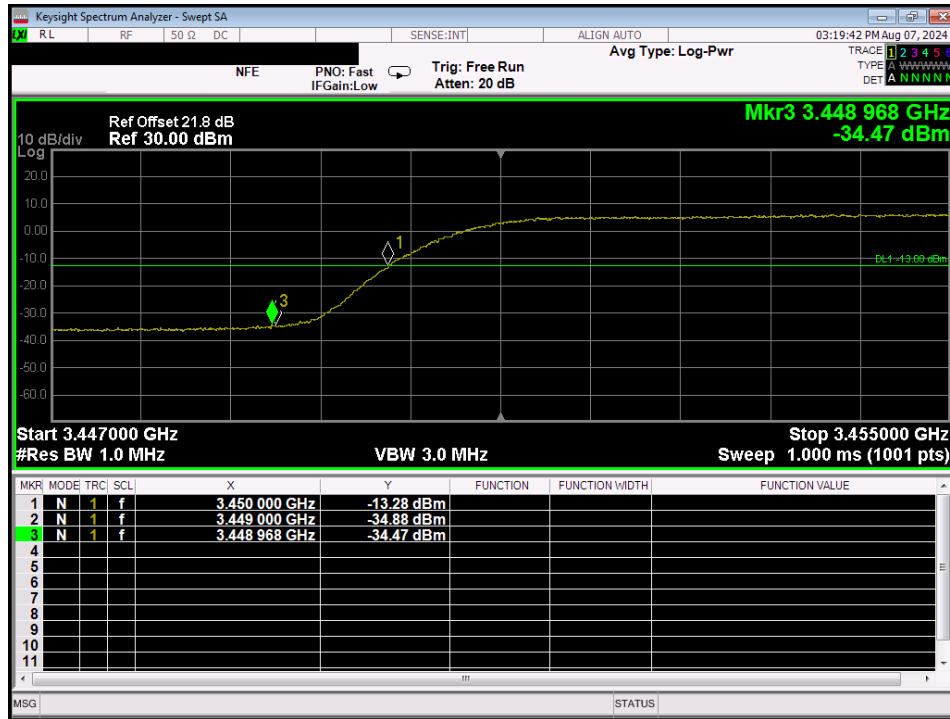 Keysight Spectrum Analyzer - Swept SA
LXI RL RF 50 Ω DC SENSE:INT ALIGN AUTO 03:19:42 PM Aug 07, 2024
NFE PNO: Fast IFGain:Low Trig: Free Run Atten: 20 dB Avg Type: Log-Pwr
TRACE 1 2 3 4 5 6
TYPE A W W W W W
DET A N N N N N
Mkr3 3.448 968 GHz
-34.47 dBm
Ref Offset 21.8 dB
10 dB/div Ref 30.00 dBm
Log
20.0
10.0
0.00
1
-10.0
DL1 -13.00 dBm
-20.0
3
-30.0
-40.0
-50.0
-60.0
Start 3.447000 GHz Stop 3.455000 GHz
#Res BW 1.0 MHz VBW 3.0 MHz Sweep 1.000 ms (1001 pts)
MKR MODE TRC SCL X Y FUNCTION FUNCTION WIDTH FUNCTION VALUE
1 N 1 f 3.450 000 GHz -13.28 dBm
2 N 1 f 3.449 000 GHz -34.88 dBm
3 N 1 f 3.448 968 GHz -34.47 dBm
4
5
6
7
8
9
10
11
MSG STATUS